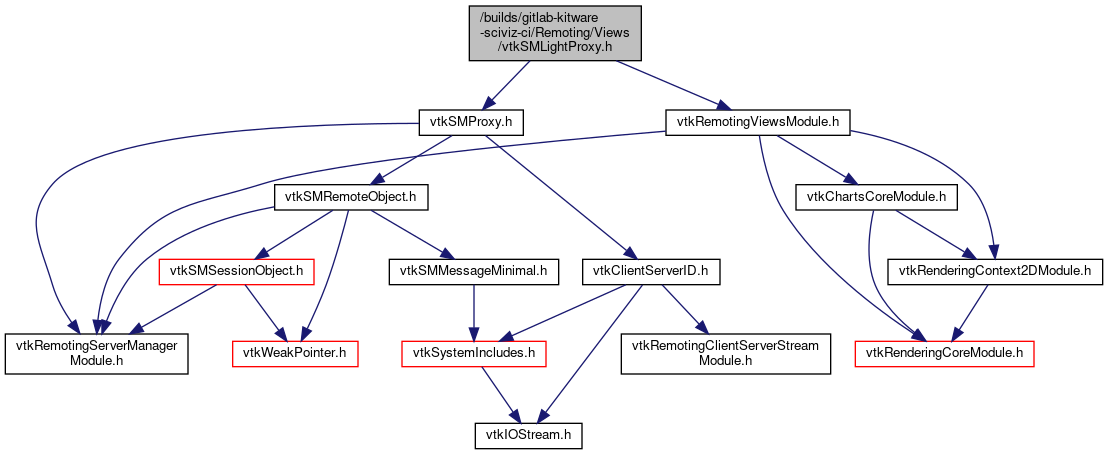 /builds/gitlab-kitware
-sciviz-ci/Remoting/Views
/vtkSMLightProxy.h
vtkSMProxy.h
vtkRemotingViewsModule.h
vtkSMRemoteObject.h
vtkChartsCoreModule.h
vtkSMSessionObject.h
vtkSMMessageMinimal.h
vtkClientServerID.h
vtkRenderingContext2DModule.h
vtkRemotingServerManager
Module.h
vtkWeakPointer.h
vtkSystemIncludes.h
vtkRemotingClientServerStream
Module.h
vtkRenderingCoreModule.h
vtkIOStream.h